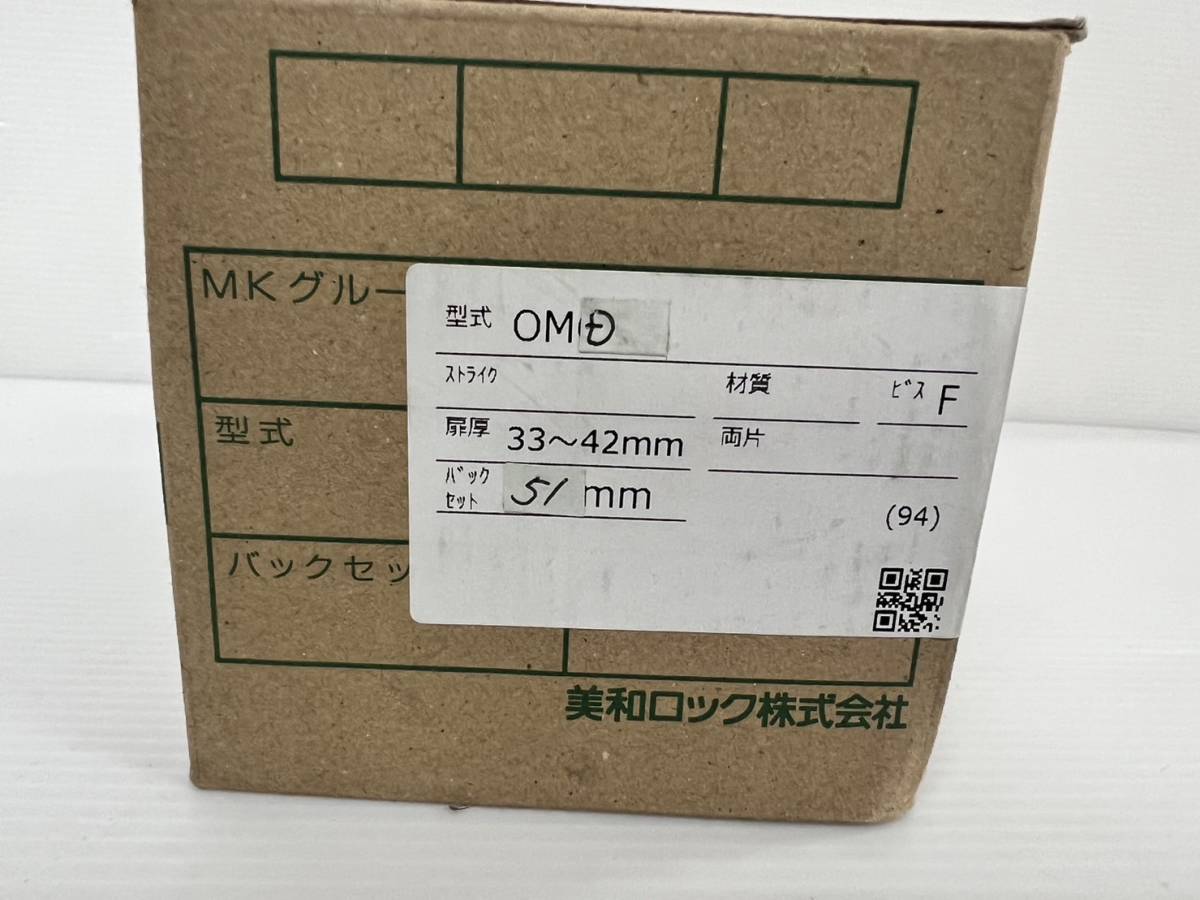 MKグルー
型式
バックセッ
型式 OMD
ストライク 材質 ビス F
扉厚 33～42mm 両片
バック
セット 51 mm
(94)
美和ロック株式会社